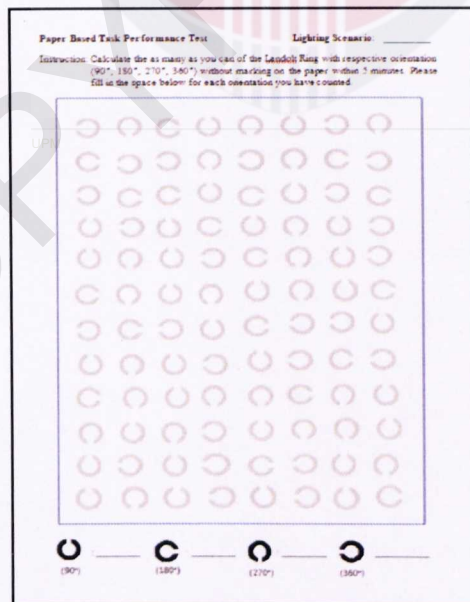 Paper Based Task Performance Test Lighting Scenario: ________
Instruction: Calculate the as many as you can of the Landolt Ring with respective orientation
(90°, 180°, 270°, 360°) without marking on the paper within 5 minutes. Please
fill in the space below for each orientation you have counted.
UPM
(90°) (180°) (270°) (360°)